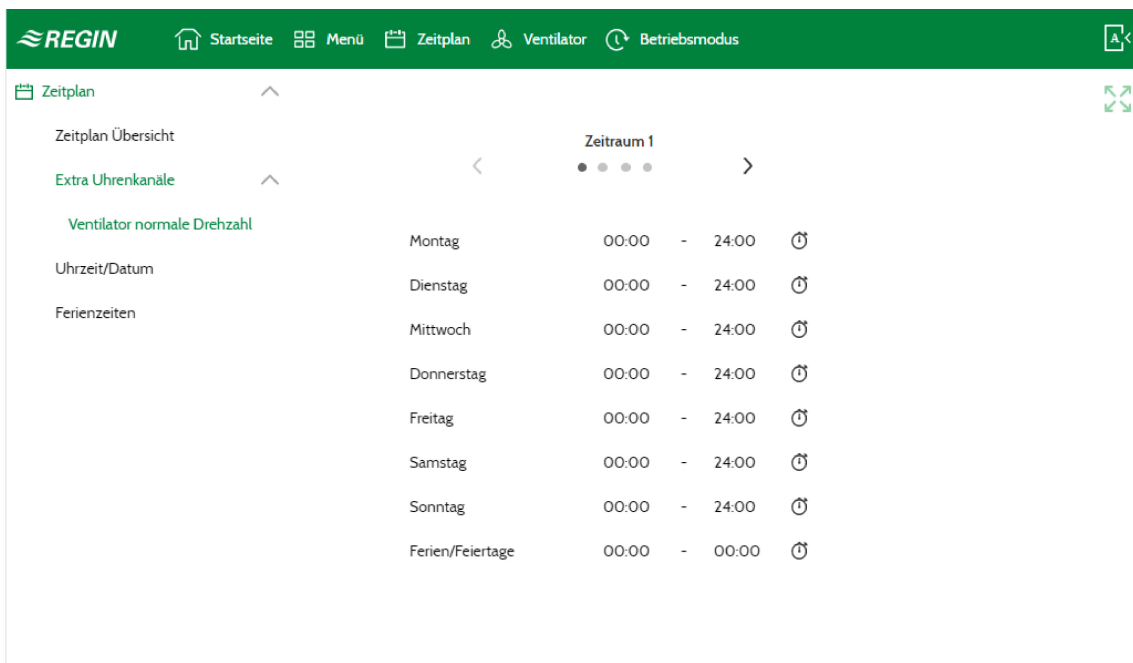 REGIN Startseite Menü Zeitplan Ventilator Betriebsmodus A
Zeitplan
Zeitplan Übersicht
Extra Uhrenkanäle
Ventilator normale Drehzahl
Uhrzeit/Datum
Ferienzeiten
Zeitraum 1
Montag 00:00 - 24:00
Dienstag 00:00 - 24:00
Mittwoch 00:00 - 24:00
Donnerstag 00:00 - 24:00
Freitag 00:00 - 24:00
Samstag 00:00 - 24:00
Sonntag 00:00 - 24:00
Ferien/Feiertage 00:00 - 00:00